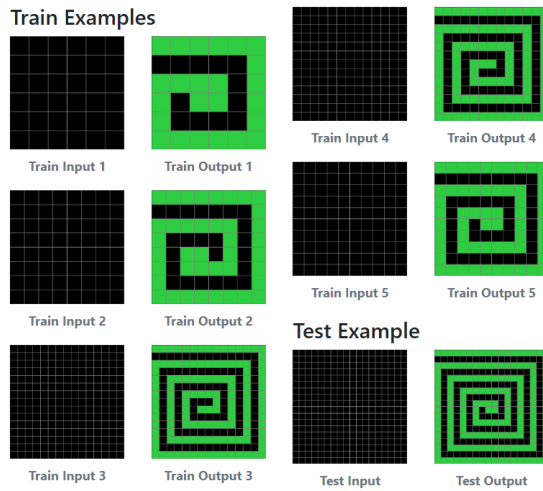 Train Examples
Train Input 1
Train Output 1
Train Input 2
Train Output 2
Train Input 3
Train Output 3
Train Input 4
Train Output 4
Train Input 5
Train Output 5
Test Example
Test Input
Test Output